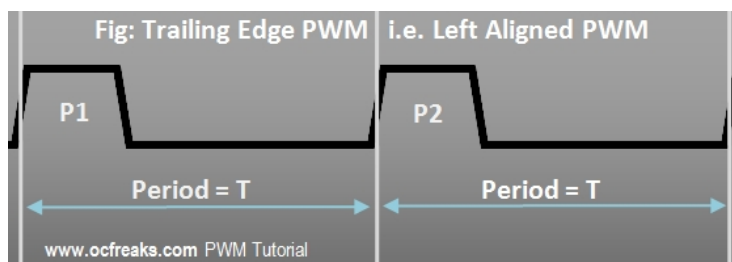 Fig: Trailing Edge PWM i.e. Left Aligned PWM
P1
P2
Period = T
Period = T
www.ocfreaks.com PWM Tutorial